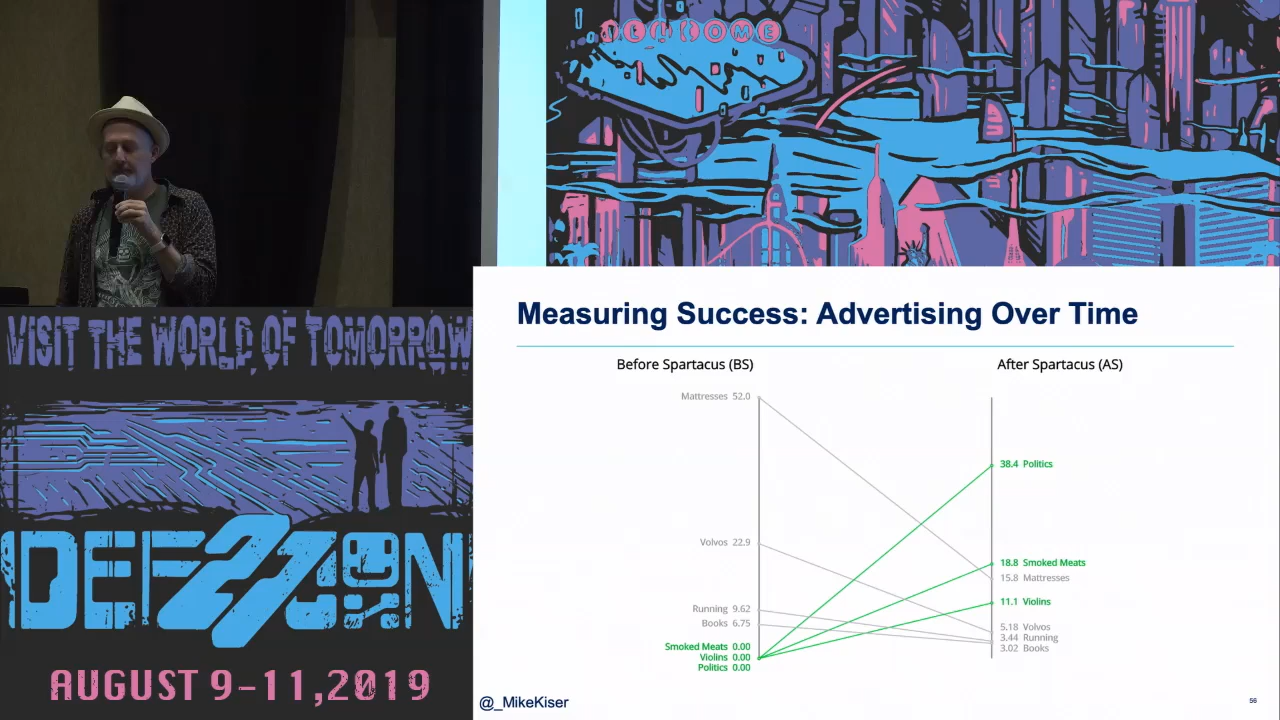 WELCOME
VISIT THE WORLD OF TOMORROW
DEF CON
27
AUGUST 9-11,2019
Measuring Success: Advertising Over Time
Before Spartacus (BS)
After Spartacus (AS)
Mattresses 52.0
Volvos 22.9
Running 9.62
Books 6.75
Smoked Meats 0.00
Violins 0.00
Politics 0.00
38.4 Politics
18.8 Smoked Meats
15.8 Mattresses
11.1 Violins
5.18 Volvos
3.44 Running
3.02 Books
@_MikeKiser
56